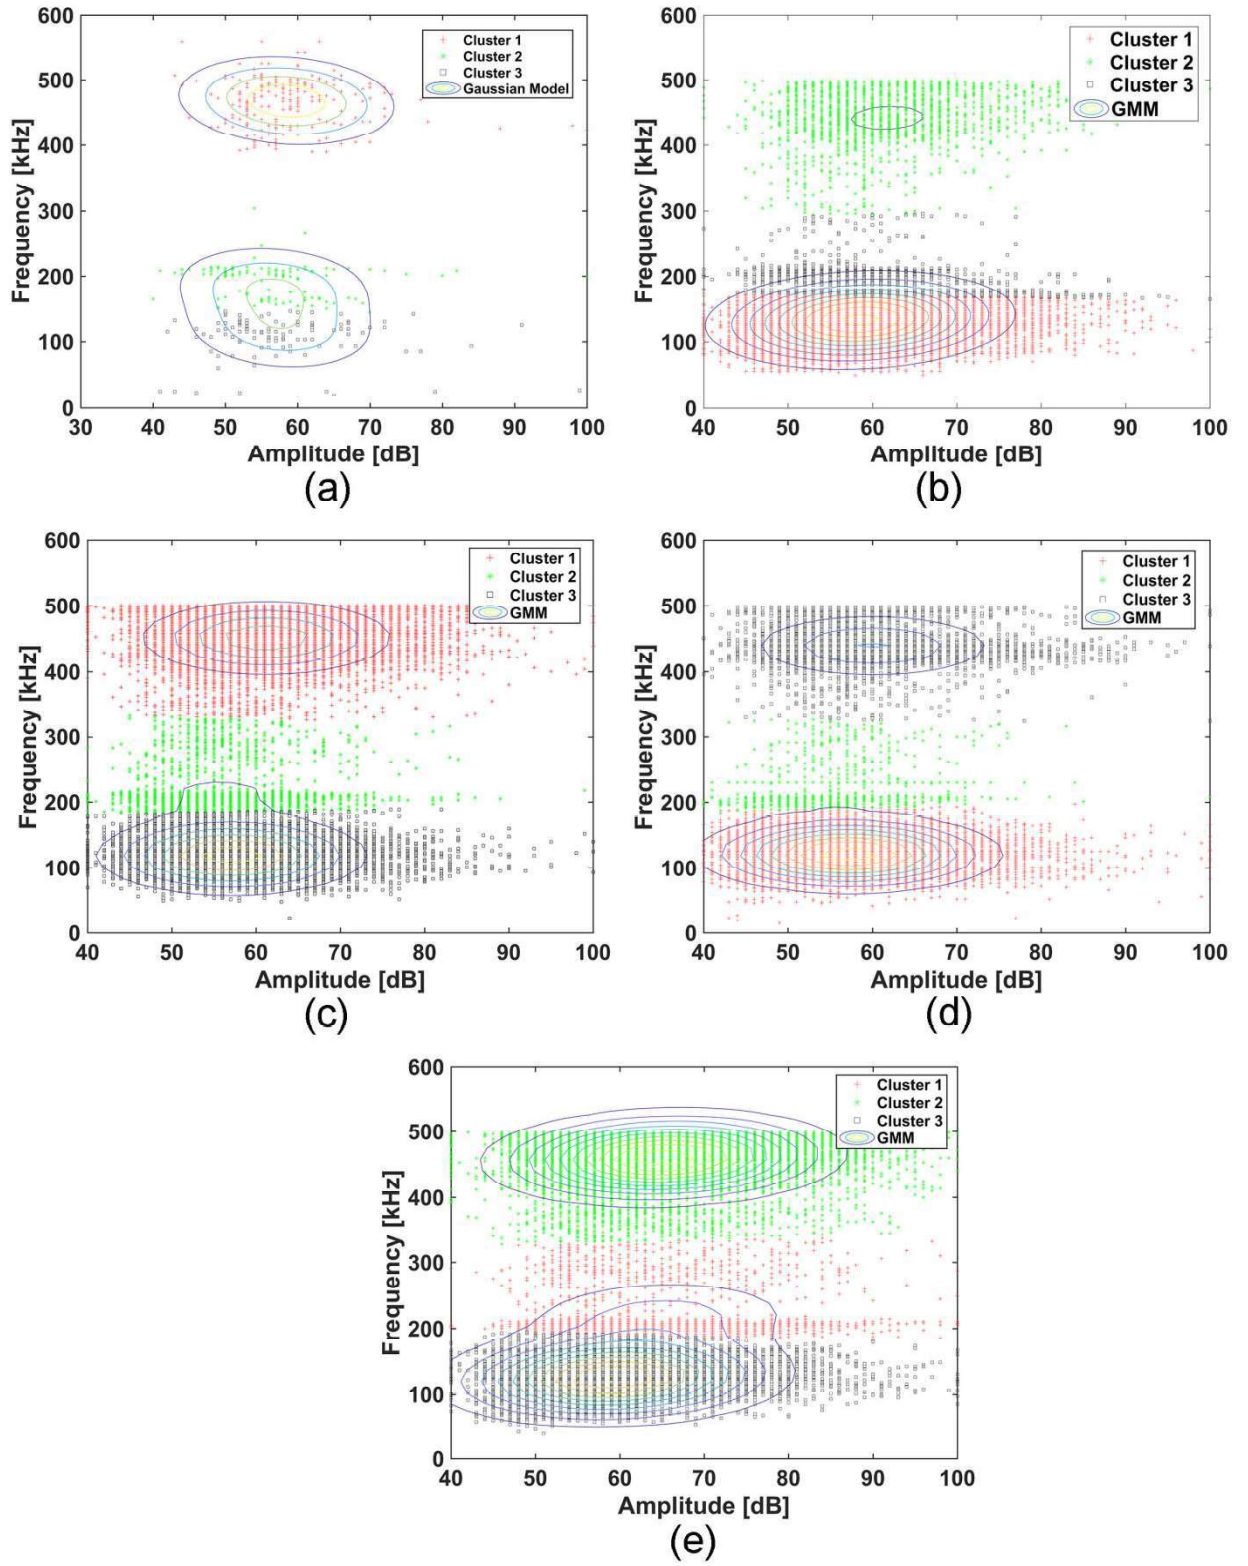 600
500
400
300
200
100
0
Frequency [kHz]
Cluster 1
Cluster 2
Cluster 3
Gaussian Model
30 40 50 60 70 80 90 100
Amplitude [dB]
(a)
600
500
400
300
200
100
0
Frequency [kHz]
Cluster 1
Cluster 2
Cluster 3
GMM
40 50 60 70 80 90 100
Amplitude [dB]
(b)
600
500
400
300
200
100
0
Frequency [kHz]
Cluster 1
Cluster 2
Cluster 3
GMM
40 50 60 70 80 90 100
Amplitude [dB]
(c)
600
500
400
300
200
100
0
Frequency [kHz]
Cluster 1
Cluster 2
Cluster 3
GMM
40 50 60 70 80 90 100
Amplitude [dB]
(d)
600
500
400
300
200
100
0
Frequency [kHz]
Cluster 1
Cluster 2
Cluster 3
GMM
40 50 60 70 80 90 100
Amplitude [dB]
(e)